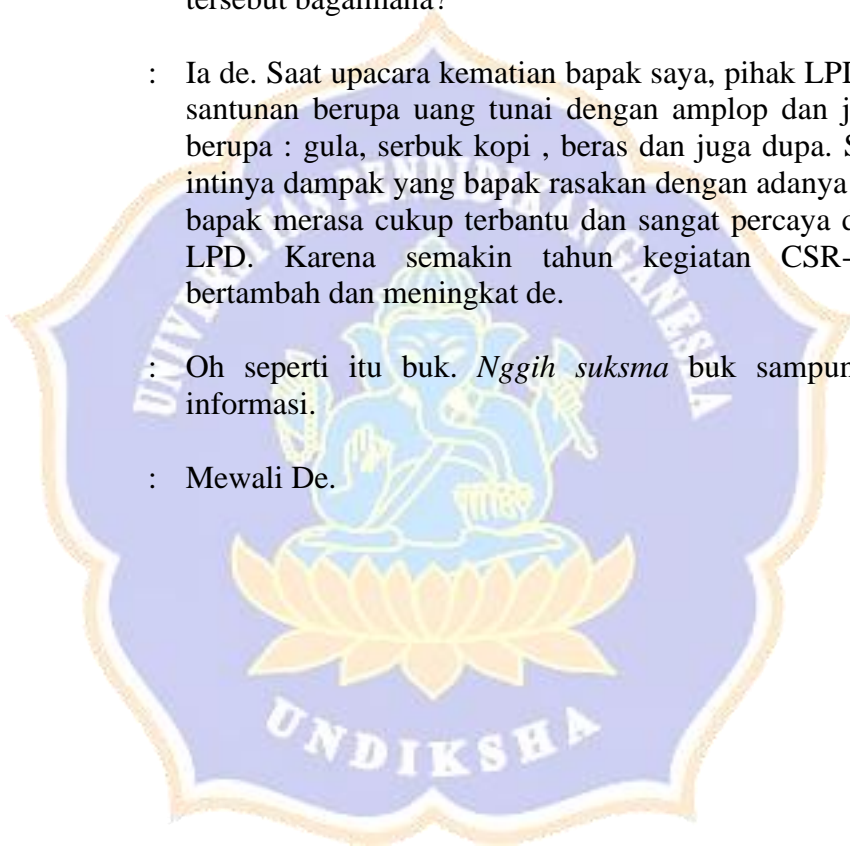 tersebut bagaimana?
: Ia de. Saat upacara kematian bapak saya, pihak LPD
santunan berupa uang tunai dengan amplop dan j
berupa : gula, serbuk kopi , beras dan juga dupa. S
intinya dampak yang bapak rasakan dengan adanya
bapak merasa cukup terbantu dan sangat percaya d
LPD. Karena semakin tahun kegiatan CSR-
bertambah dan meningkat de.
: Oh seperti itu buk. Nggih suksma buk sampun
informasi.
: Mewali De.
UNIVERSITAS PENDIDIKAN GANESHA
UNDIKSHA